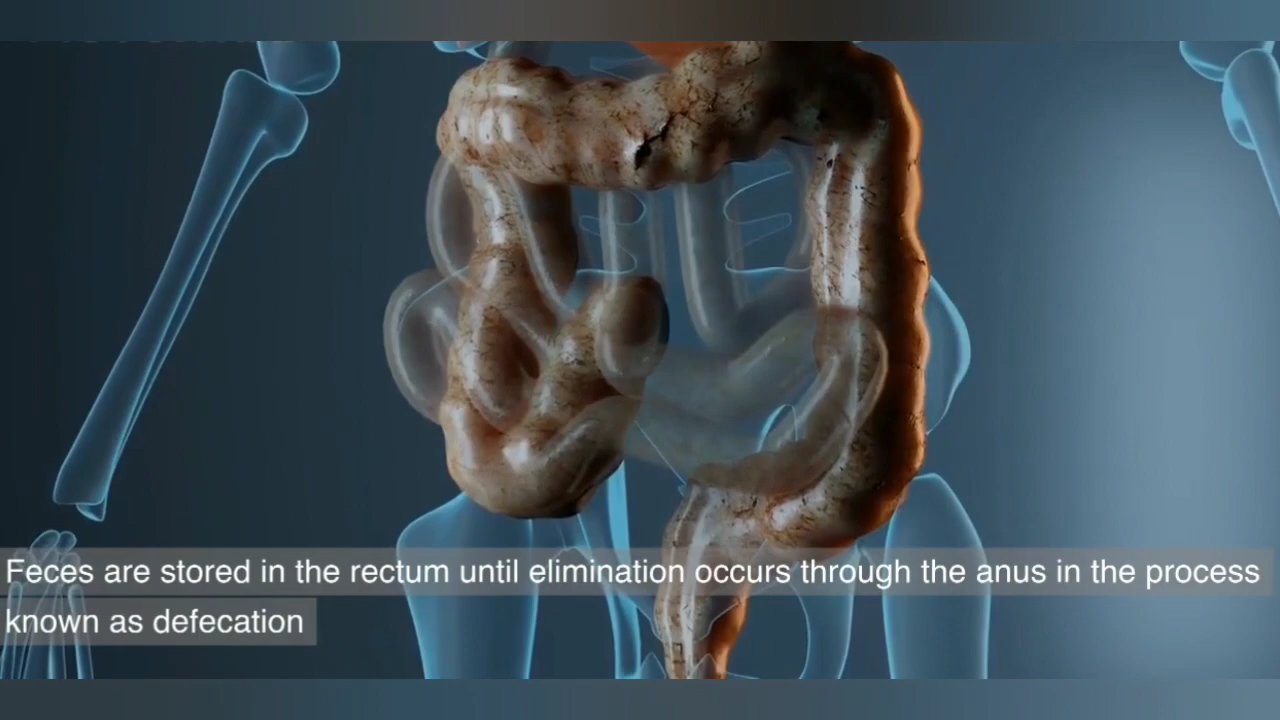 Feces are stored in the rectum until elimination occurs through the anus in the process
known as defecation